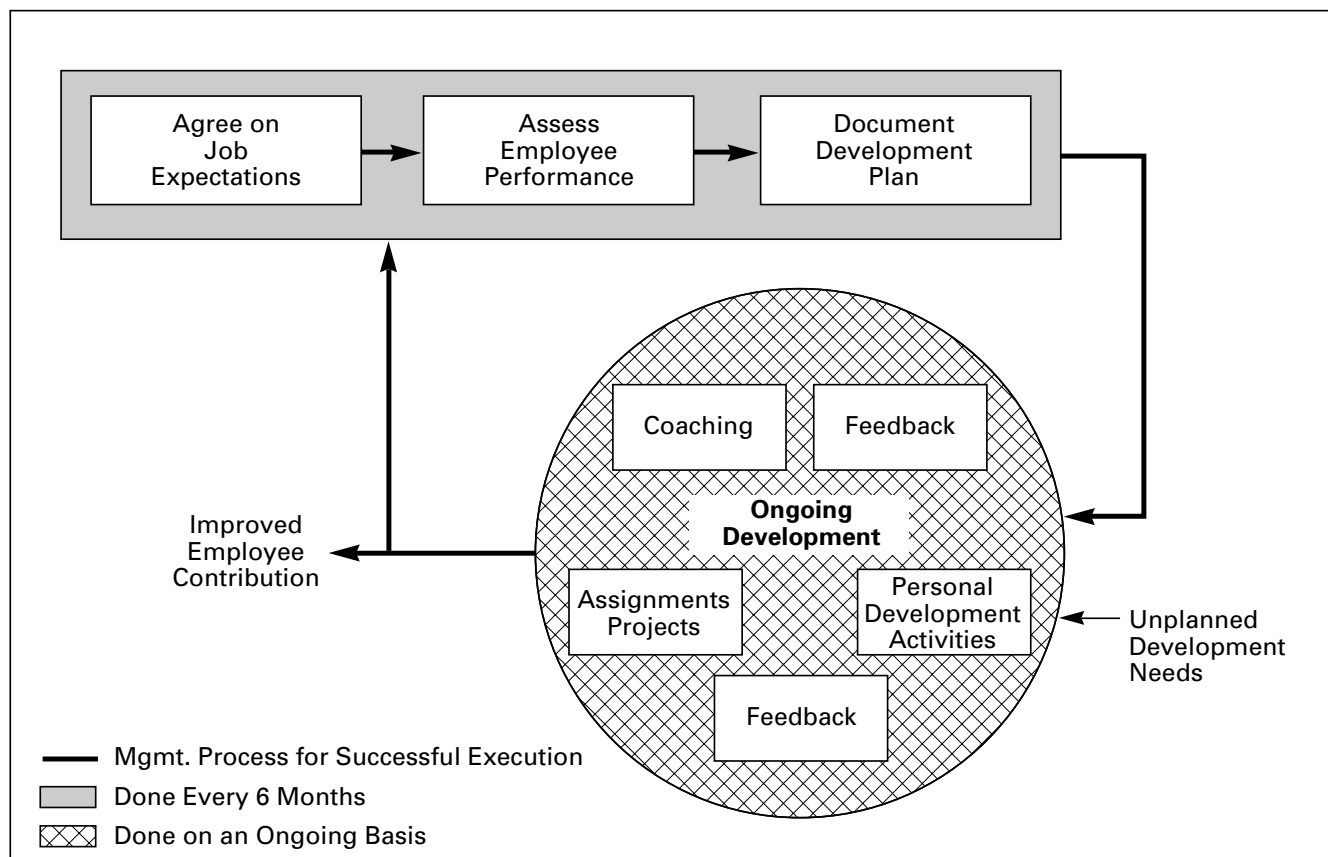 Agree on
Job
Expectations
Assess
Employee
Performance
Document
Development
Plan
Coaching
Feedback
Ongoing
Development
Improved
Employee
Contribution
Assignments
Projects
Personal
Development
Activities
Unplanned
Development
Needs
Feedback
Mgmt. Process for Successful Execution
Done Every 6 Months
Done on an Ongoing Basis